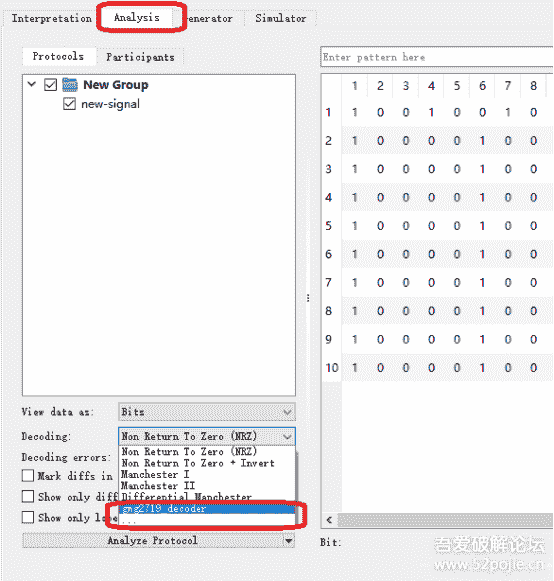 Interpretation Analysis Generator Simulator
Protocols Participants
New Group
new-signal
View data as: Bits
Decoding: Non Return To Zero (NRZ)
Non Return To Zero (NRZ)
Non Return To Zero + Invert
Manchester I
Manchester II
Differential Manchester
gmg2719 decoder
...
Decoding errors:
Mark diffs in
Show only diff
Show only labe
Analyze Protocol
Enter pattern here
1 2 3 4 5 6 7 8
1 1 0 0 1 0 0 1 0
2 1 0 0 0 0 1 0 0
3 1 0 0 0 0 1 0 0
4 1 0 0 0 0 1 0 0
5 1 0 0 0 0 1 0 0
6 1 0 0 0 0 1 0 0
7 1 0 0 0 0 1 0 0
8 1 0 0 0 0 1 0 0
9 1 0 0 0 0 1 0 0
10 1 0 0 0 0 1 0 0
Bit:
吾爱破解论坛
www.52pojie.cn